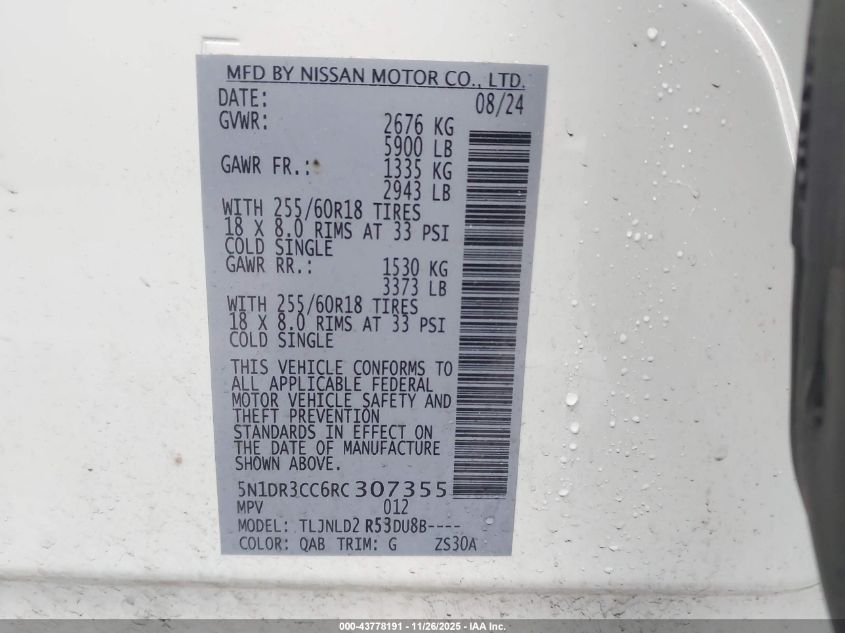 MFD BY NISSAN MOTOR CO., LTD.
DATE: 08/24
GVWR: 2676 KG
5900 LB
GAWR FR.: 1335 KG
2943 LB
WITH 255/60R18 TIRES
18 X 8.0 RIMS AT 33 PSI
COLD SINGLE
GAWR RR.: 1530 KG
3373 LB
WITH 255/60R18 TIRES
18 X 8.0 RIMS AT 33 PSI
COLD SINGLE
THIS VEHICLE CONFORMS TO
ALL APPLICABLE FEDERAL
MOTOR VEHICLE SAFETY AND
THEFT PREVENTION
STANDARDS IN EFFECT ON
THE DATE OF MANUFACTURE
SHOWN ABOVE.
5N1DR3CC6RC307355
MPV 012
MODEL: TLJNLD2 R53DU8B----
COLOR: QAB TRIM: G ZS30A
000-43778191 - 11/26/2025 - IAA Inc.